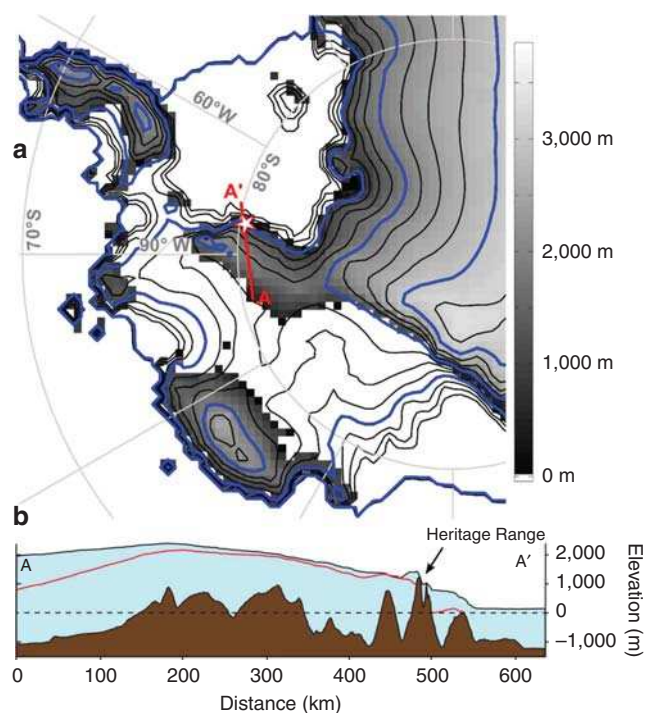 a
60°W
80°S
70°S
90° W
A'
A
3,000 m
2,000 m
1,000 m
0 m
b
Heritage Range
A
A′
2,000
1,000
0
–1,000
Elevation (m)
0
100
200
300
400
500
600
Distance (km)